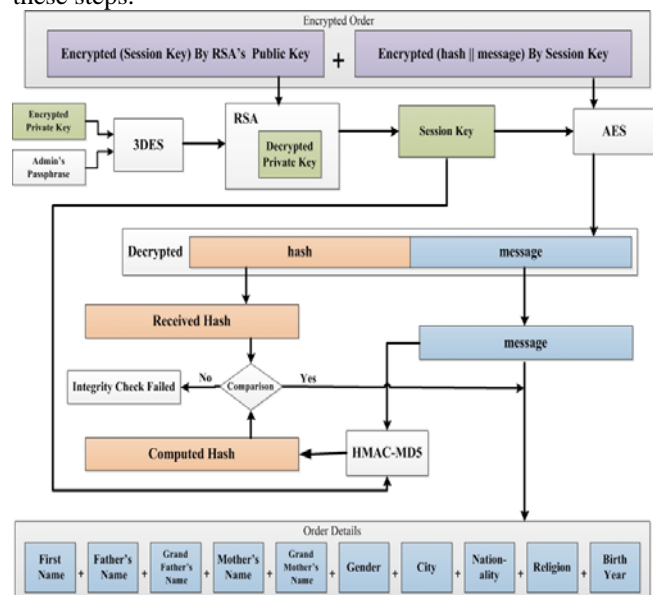 these steps:
Encrypted Order
Encrypted (Session Key) By RSA's Public Key
+
Encrypted (hash || message) By Session Key
Encrypted
Private Key
Admin's
Passphrase
3DES
RSA
Decrypted
Private Key
Session Key
AES
Decrypted
hash
message
Received Hash
message
Integrity Check Failed
No
Comparison
Yes
Computed Hash
HMAC-MD5
Order Details
First
Name
+
Father's
Name
+
Grand
Father's
Name
+
Mother's
Name
+
Grand
Mother's
Name
+
Gender
+
City
+
Nation-
ality
+
Religion
+
Birth
Year